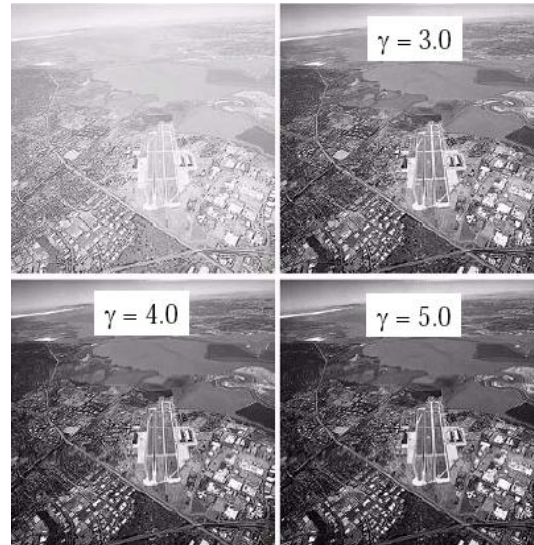 γ = 3.0
γ = 4.0
γ = 5.0